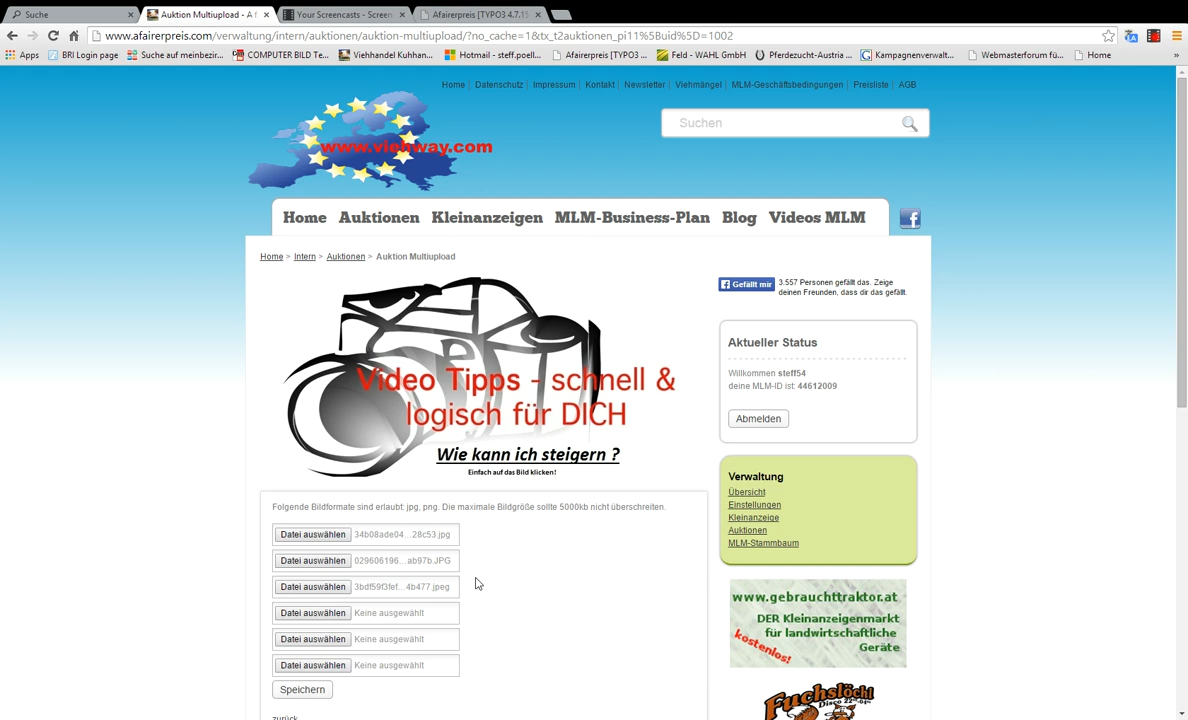 Suche
Auktion Multiupload - A f
Your Screencasts - Screen
Afairerpreis [TYPO3 4.7.15
www.afairerpreis.com/verwaltung/intern/auktionen/auktion-multiupload/?no_cache=1&tx_t2auktionen_pi11%5Buid%5D=1002
Apps BRI Login page Suche auf meinbezir... COMPUTER BILD Te... Viehhandel Kuhhan... Hotmail - steff.poell... Afairerpreis [TYPO3 ... Feld - WAHL GmbH Pferdezucht-Austria ... Kampagnenverwalt... Webmasterforum fü... Home »
Home | Datenschutz | Impressum | Kontakt | Newsletter | Viehmängel | MLM-Geschäftsbedingungen | Preisliste | AGB
Suchen
www.viehway.com
Home Auktionen Kleinanzeigen MLM-Business-Plan Blog Videos MLM
f
Home > Intern > Auktionen > Auktion Multiupload
Video Tipps - schnell &
logisch für DICH
Wie kann ich steigern ?
Einfach auf das Bild klicken!
Folgende Bildformate sind erlaubt: jpg, png. Die maximale Bildgröße sollte 5000kb nicht überschreiten.
Datei auswählen 34b08ade04...28c53.jpg
Datei auswählen 029606196...ab97b.JPG
Datei auswählen 3bdf59f3fef...4b477.jpeg
Datei auswählen Keine ausgewählt
Datei auswählen Keine ausgewählt
Datei auswählen Keine ausgewählt
Speichern
zurück
Gefällt mir
3.557 Personen gefällt das. Zeige
deinen Freunden, dass dir das gefällt.
Aktueller Status
Willkommen steff54
deine MLM-ID ist: 44612009
Abmelden
Verwaltung
Übersicht
Einstellungen
Kleinanzeige
Auktionen
MLM-Stammbaum
www.gebrauchttraktor.at
DER Kleinanzeigenmarkt
für landwirtschaftliche
Geräte
kostenlos!
Fuchslöchl